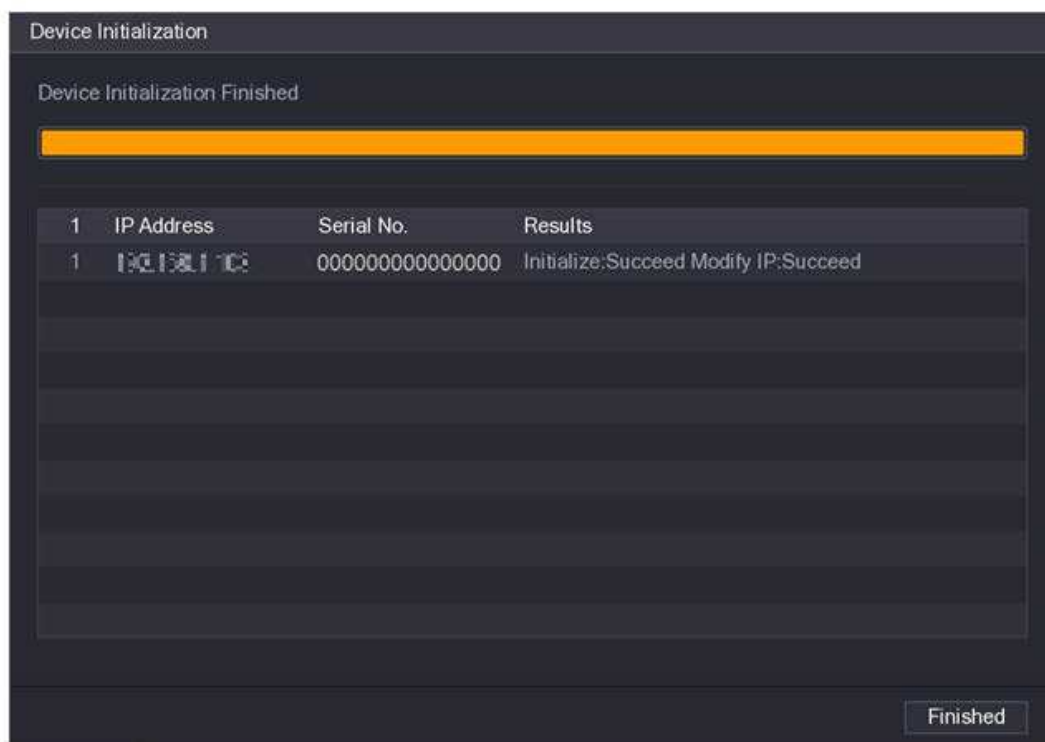 Device Initialization
Device Initialization Finished
1 IP Address Serial No. Results
1 000000000000000 Initialize:Succeed Modify IP:Succeed
Finished